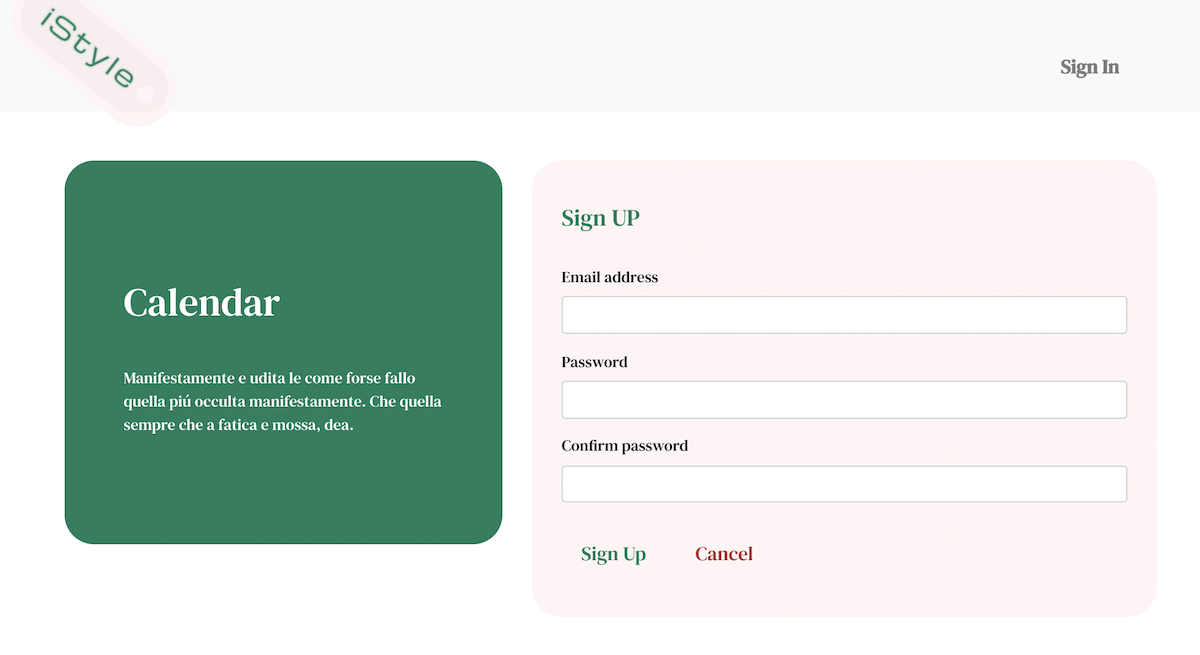 iStyle
Sign In
Calendar
Manifestamente e udita le come forse fallo
quella piú occulta manifestamente. Che quella
sempre che a fatica e mossa, dea.
Sign UP
Email address
Password
Confirm password
Sign Up
Cancel